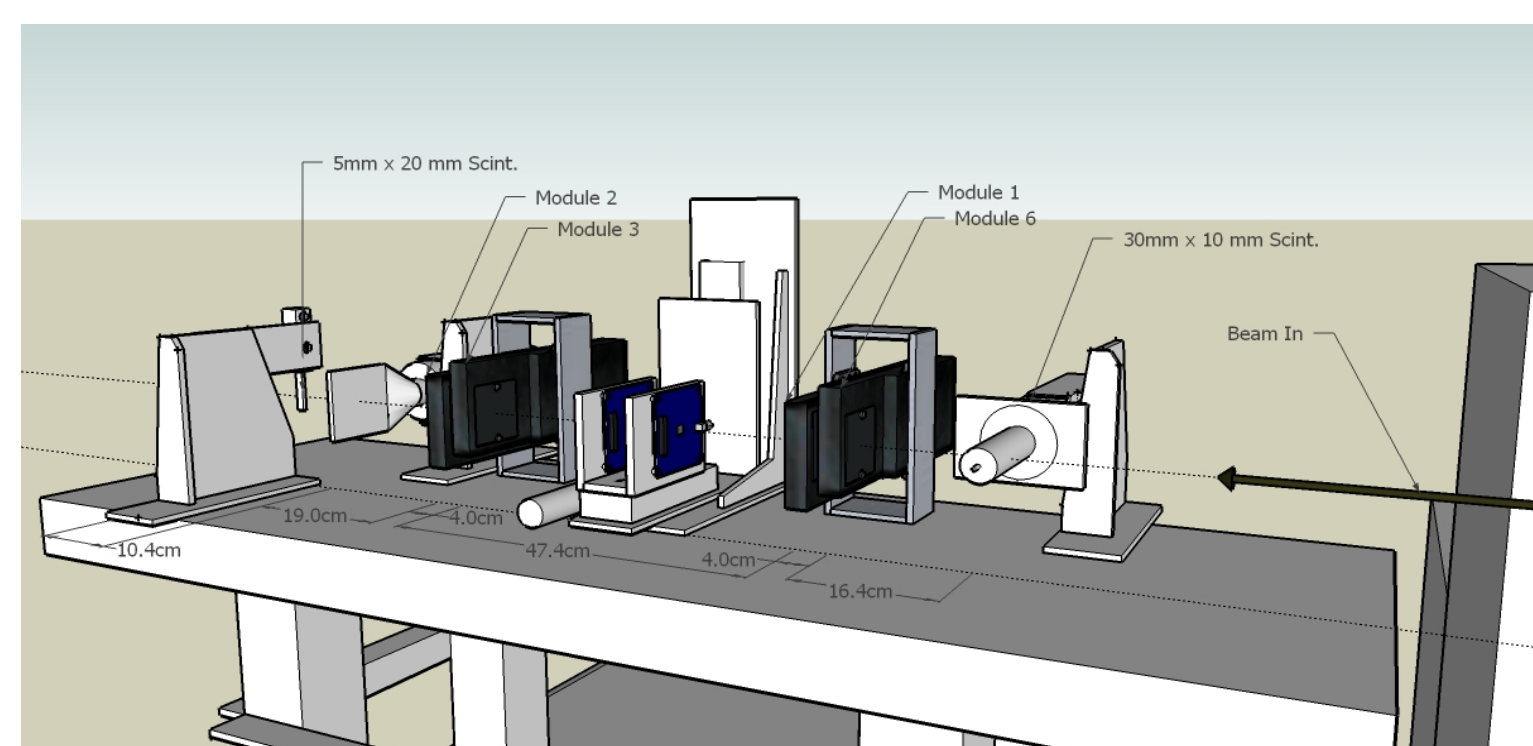 5mm x 20 mm Scint.
Module 2
Module 1
Module 3
Module 6
30mm x 10 mm Scint.
Beam In
19.0cm
4.0cm
10.4cm
47.4cm
4.0cm
16.4cm